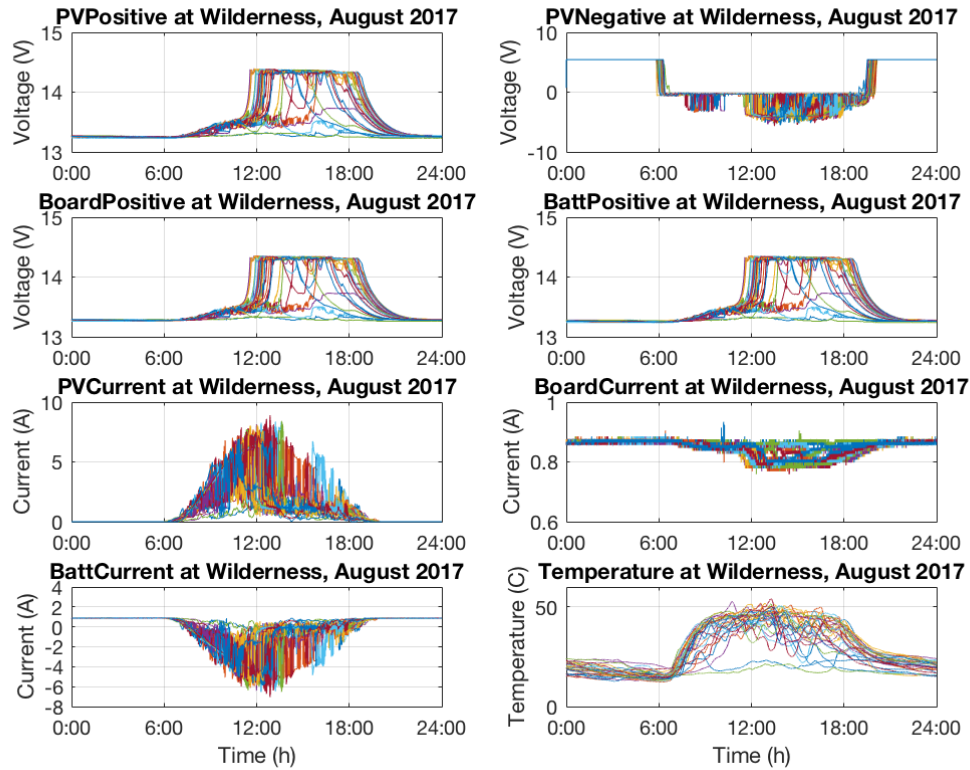 PVPositive at Wilderness, August 2017
15
14
13
Voltage (V)
0:00 6:00 12:00 18:00 24:00
PVNegative at Wilderness, August 2017
10
0
-10
Voltage (V)
0:00 6:00 12:00 18:00 24:00
BoardPositive at Wilderness, August 2017
15
14
13
Voltage (V)
0:00 6:00 12:00 18:00 24:00
BattPositive at Wilderness, August 2017
15
14
13
Voltage (V)
0:00 6:00 12:00 18:00 24:00
PVCurrent at Wilderness, August 2017
10
5
0
Current (A)
0:00 6:00 12:00 18:00 24:00
BoardCurrent at Wilderness, August 2017
1
0.8
0.6
Current (A)
0:00 6:00 12:00 18:00 24:00
BattCurrent at Wilderness, August 2017
4
2
0
-2
-4
-6
-8
Current (A)
0:00 6:00 12:00 18:00 24:00
Time (h)
Temperature at Wilderness, August 2017
50
0
Temperature (C)
0:00 6:00 12:00 18:00 24:00
Time (h)